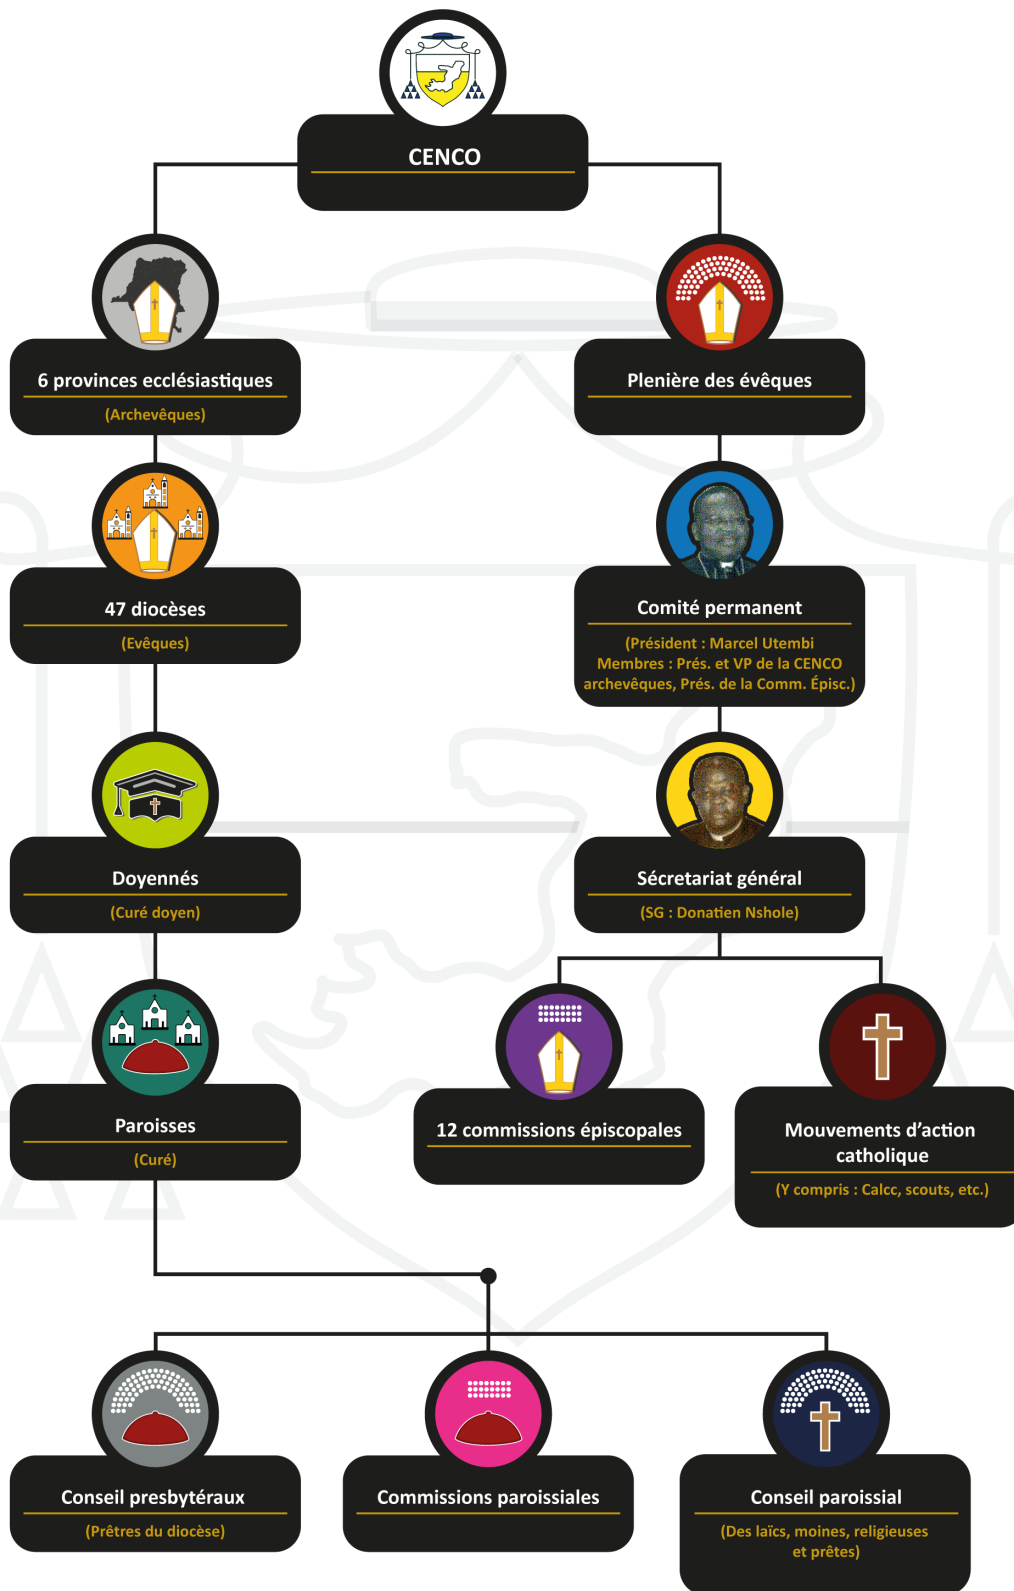 CENCO
6 provinces ecclésiastiques
(Archevêques)
Plenière des évêques
47 diocèses
(Evêques)
Comité permanent
(Président : Marcel Utembi
Membres : Prés. et VP de la CENCO
archevêques, Prés. de la Comm. Épisc.)
Doyennés
(Curé doyen)
Sécretariat général
(SG : Donatien Nshole)
Paroisses
(Curé)
12 commissions épiscopales
Mouvements d'action
catholique
(Y compris : Calcc, scouts, etc.)
Conseil presbytéraux
(Prêtres du diocèse)
Commissions paroissiales
Conseil paroissial
(Des laïcs, moines, religieuses
et prêtes)